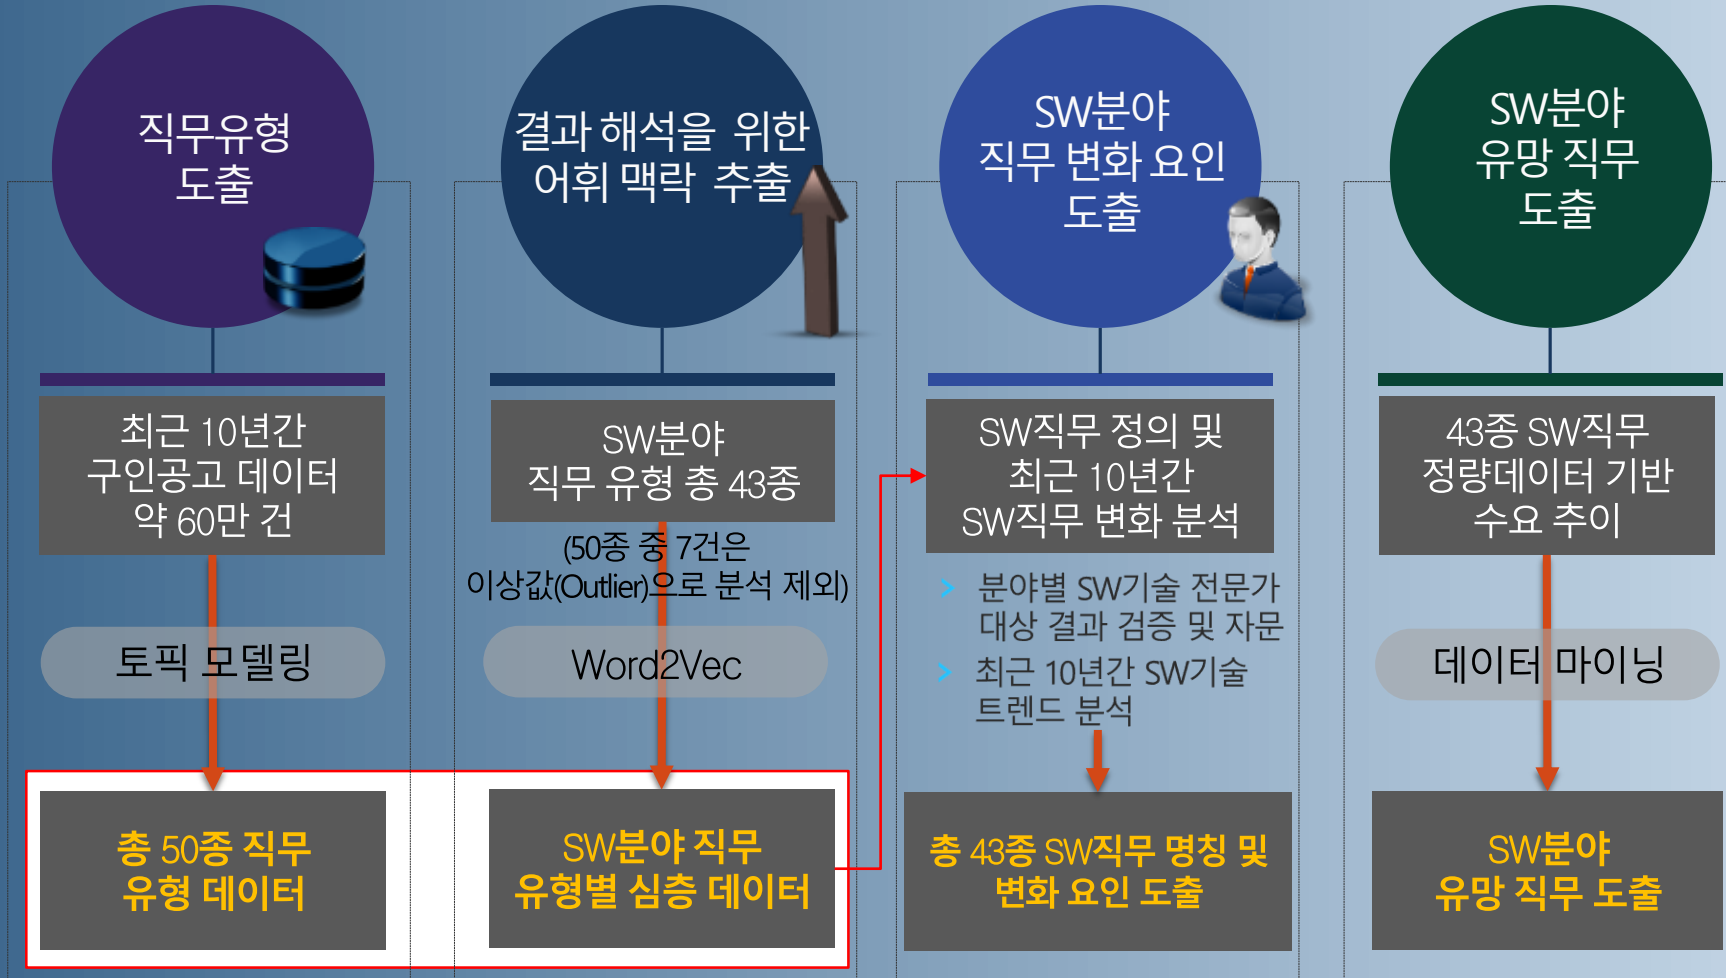 직무유형
도출
최근 10년간
구인공고 데이터
약 60만 건
토픽 모델링
총 50종 직무
유형 데이터
결과 해석을 위한
어휘 맥락 추출
SW분야
직무 유형 총 43종
(50종 중 7건은
이상값(Outlier)으로 분석 제외)
Word2Vec
SW분야 직무
유형별 심층 데이터
SW분야
직무 변화 요인
도출
SW직무 정의 및
최근 10년간
SW직무 변화 분석
분야별 SW기술 전문가
대상 결과 검증 및 자문
최근 10년간 SW기술
트렌드 분석
총 43종 SW직무 명칭 및
변화 요인 도출
SW분야
유망 직무
도출
43종 SW직무
정량데이터 기반
수요 추이
데이터 마이닝
SW분야
유망 직무 도출